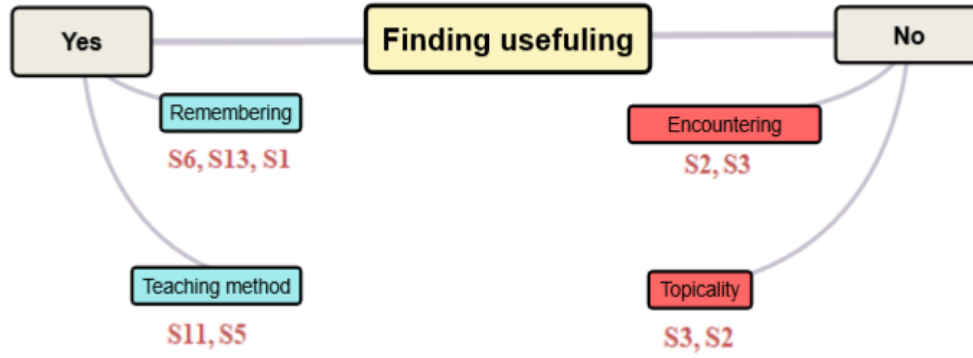 Finding usefuling
Yes
No
Remembering
S6, S13, S1
Encountering
S2, S3
Teaching method
S11, S5
Topicality
S3, S2